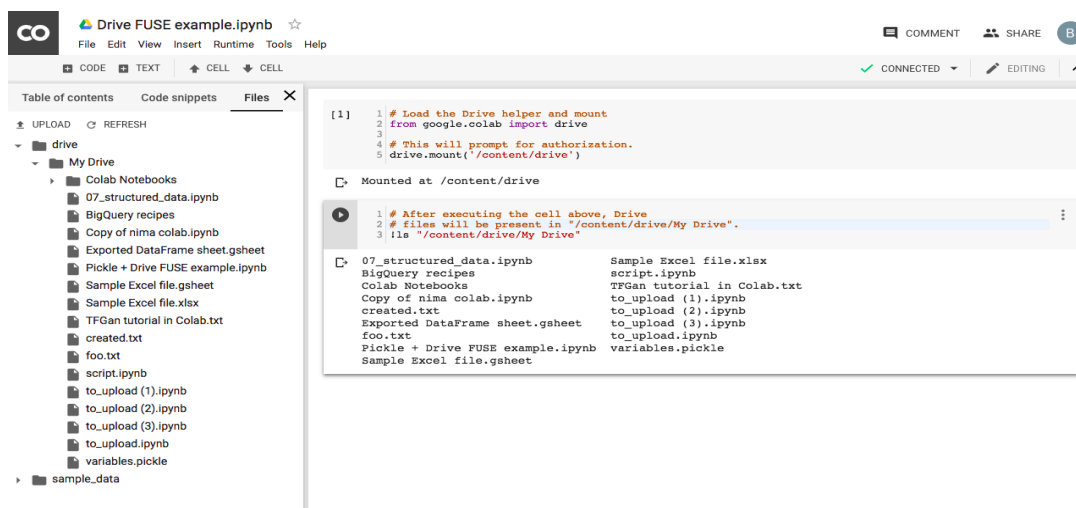 CO
Drive FUSE example.ipynb
File Edit View Insert Runtime Tools Help
COMMENT SHARE B
CODE TEXT CELL CELL
CONNECTED EDITING
Table of contents Code snippets Files X
UPLOAD REFRESH
drive
My Drive
Colab Notebooks
07_structured_data.ipynb
BigQuery recipes
Copy of nima colab.ipynb
Exported DataFrame sheet.gsheet
Pickle + Drive FUSE example.ipynb
Sample Excel file.gsheet
Sample Excel file.xlsx
TFGan tutorial in Colab.txt
created.txt
foo.txt
script.ipynb
to_upload (1).ipynb
to_upload (2).ipynb
to_upload (3).ipynb
to_upload.ipynb
variables.pickle
sample_data
[1] 1 # Load the Drive helper and mount
2 from google.colab import drive
3
4 # This will prompt for authorization.
5 drive.mount('/content/drive')
Mounted at /content/drive
1 # After executing the cell above, Drive
2 # files will be present in "/content/drive/My Drive".
3 !ls "/content/drive/My Drive"
07_structured_data.ipynb Sample Excel file.xlsx
BigQuery recipes script.ipynb
Colab Notebooks TFGan tutorial in Colab.txt
Copy of nima colab.ipynb to_upload (1).ipynb
created.txt to_upload (2).ipynb
Exported DataFrame sheet.gsheet to_upload (3).ipynb
foo.txt to_upload.ipynb
Pickle + Drive FUSE example.ipynb variables.pickle
Sample Excel file.gsheet